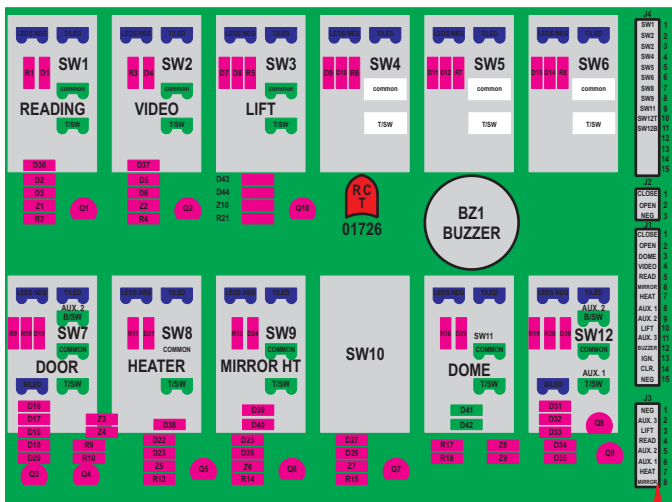 LEDS NEG T/LED LEDS NEG T/LED T/LED LEDS NEG T/LED LEDS NEG T/LED LEDS NEG T/LED
SW1 SW2 SW3 SW4 SW5 SW6
R1 D1 R3 D4 D7 D8 R5 D9 D10 R6 D11 D12 R7 D13 D14 R8
common common common common common common
READING VIDEO LIFT
T/SW T/SW T/SW T/SW T/SW T/SW
D36 D37
D2 D5 D43
D3 D6 D44
Z1 Z2 Z10
R2 R4 R21
Q1 Q2 Q10
R C
T
01726
BZ1
BUZZER
LEDS NEG T/LED LEDS NEG T/LED LEDS NEG T/LED LEDS NEG T/LED LEDS NEG T/LED
AUX. 2 AUX. 2
B/SW B/SW
R9 R10 D15 R11 D21 R13 D24 R16 D29 R19 R20 D30
SW7 SW8 SW9 SW10 SW11 SW12
COMMON COMMON COMMON COMMON COMMON
DOOR HEATER MIRROR HT DOME
AUX. 1
B/LED T/SW T/SW T/SW B/LED T/SW
D16
D17
D18
D19
D20
Z3
Z4
R9
R10
Q3 Q4
D38
D22
D23
Z5
R12
Q5
D39
D40
D25
D26
Z6
R14
Q6
D27
D28
Z7
R15
Q7
D41
D42
R17
R18
Z8
Z9
D31
D32
D33
D34
D35
Q8
Q9
J4
SW1 1
SW2 2
SW2 3
SW4 4
SW5 5
SW6 6
SW8 7
SW9 8
SW11 9
SW12T 10
SW12B 11
12
13
14
15
J2
CLOSE 1
OPEN 2
NEG 3
J1
CLOSE 1
OPEN 2
DOME 3
VIDEO 4
READ 5
MIRROR 6
HEAT 7
AUX. 1 8
AUX. 2 9
LIFT 10
AUX. 3 11
BUZZER 12
IGN. 13
CLR. 14
NEG 15
J3
NEG 1
AUX. 3 2
LIFT 3
READ 4
AUX. 2 5
AUX. 1 6
HEAT 7
MIRROR 8